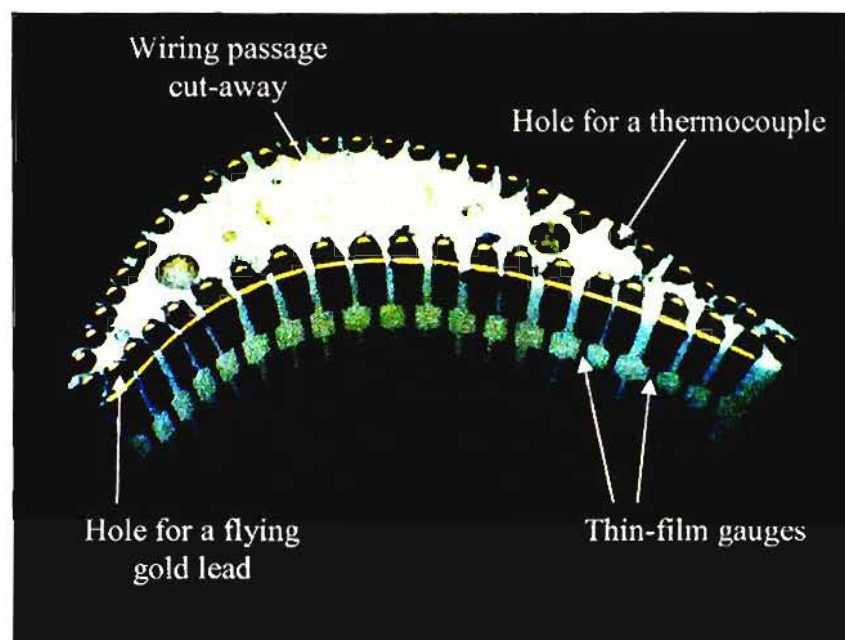 Wiring passage
cut-away
Hole for a thermocouple
Hole for a flying
gold lead
Thin-film gauges